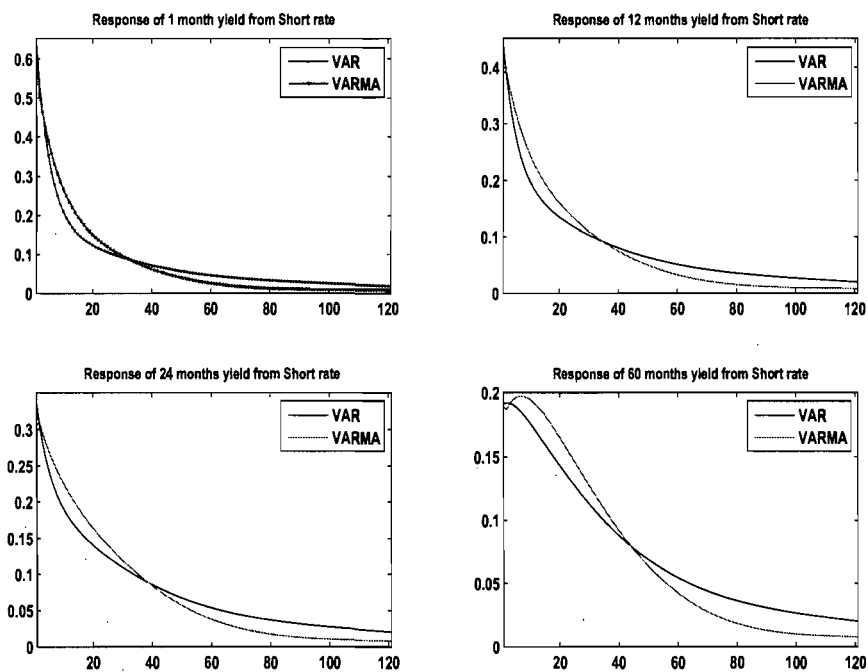 Response of 1 month yield from Short rate
0.6
0.5
0.4
0.3
0.2
0.1
0
20 40 60 80 100 120
VAR
VARMA
Response of 12 months yield from Short rate
0.4
0.3
0.2
0.1
0
20 40 60 80 100 120
VAR
VARMA
Response of 24 months yield from Short rate
0.3
0.25
0.2
0.15
0.1
0.05
0
20 40 60 80 100 120
VAR
VARMA
Response of 60 months yield from Short rate
0.2
0.15
0.1
0.05
0
20 40 60 80 100 120
VAR
VARMA